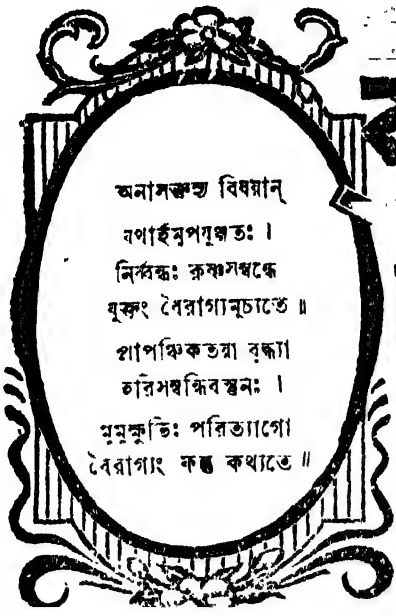 অনাসক্তস্য বিষয়ান্
যথার্হমুপযুঞ্জতঃ ।
নির্ব্বন্ধঃ কৃষ্ণসম্বন্ধে
যুক্তং বৈরাগ্যমুচ্যতে ॥
প্রাপঞ্চিকতয়া বুদ্ধ্যা
হরিসম্বন্ধিবস্তুনঃ ।
মুমুক্ষুভিঃ পরিত্যাগো
বৈরাগ্যং ফল্গু কথ্যতে ॥